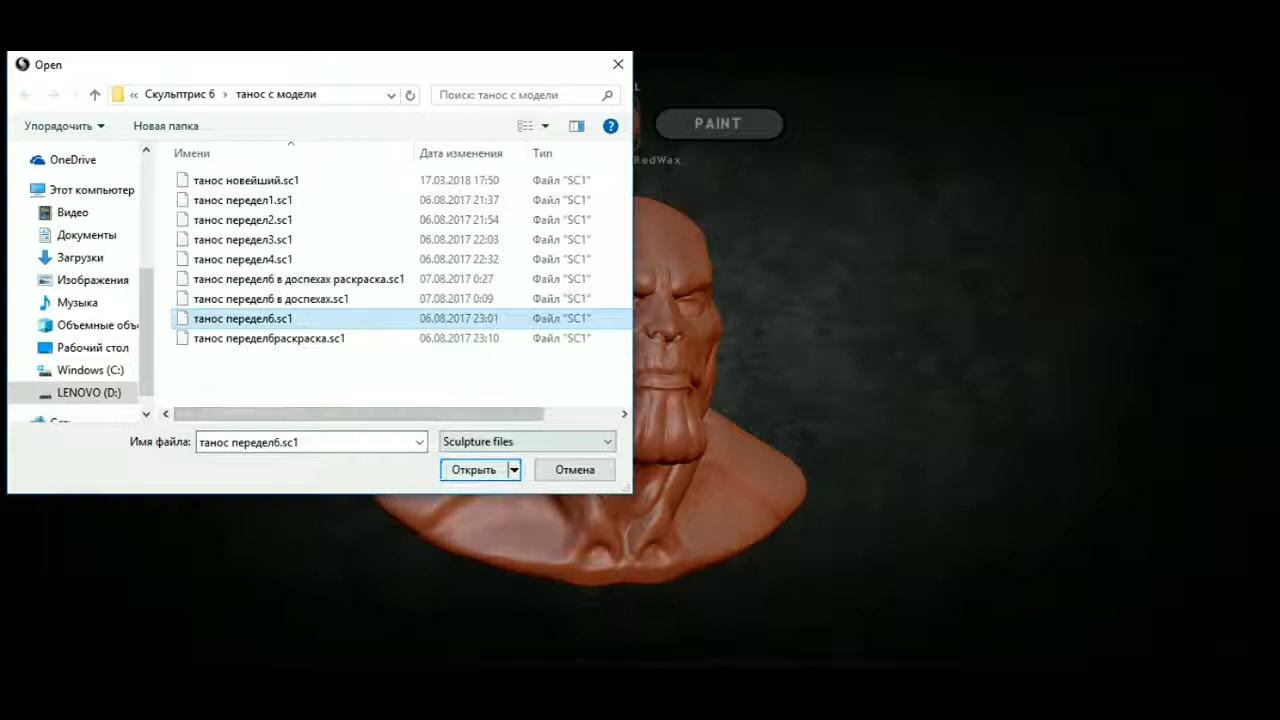 Open
« Скульптрис 6 › танос с модели
Поиск: танос с модели
L
PAINT
RedWax
Упорядочить
Новая папка
Имени
Дата изменения
Тип
OneDrive
Этот компьютер
Видео
Документы
Загрузки
Изображения
Музыка
Объемные объ
Рабочий стол
Windows (C:)
LENOVO (D:)
танос новейший.sc1 17.03.2018 17:50 Файл "SC1"
танос передел1.sc1 06.08.2017 21:37 Файл "SC1"
танос передел2.sc1 06.08.2017 21:54 Файл "SC1"
танос передел3.sc1 06.08.2017 22:03 Файл "SC1"
танос передел4.sc1 06.08.2017 22:32 Файл "SC1"
танос передел6 в доспехах раскраска.sc1 07.08.2017 0:27 Файл "SC1"
танос передел6 в доспехах.sc1 07.08.2017 0:09 Файл "SC1"
танос передел6.sc1 06.08.2017 23:01 Файл "SC1"
танос передел6раскраска.sc1 06.08.2017 23:10 Файл "SC1"
Имя файла: танос передел6.sc1
Sculpture files
Открыть
Отмена